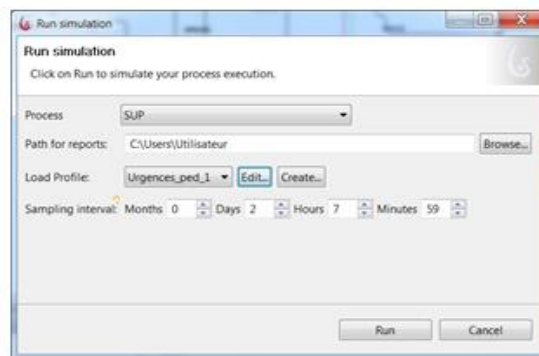 Run simulation
Run simulation
Click on Run to simulate your process execution.
Process SUP
Path for reports: C:\Users\Utilisateur Browse...
Load Profile: Urgences_ped_1 Edit... Create...
Sampling interval: Months 0 Days 2 Hours 7 Minutes 59
Run Cancel